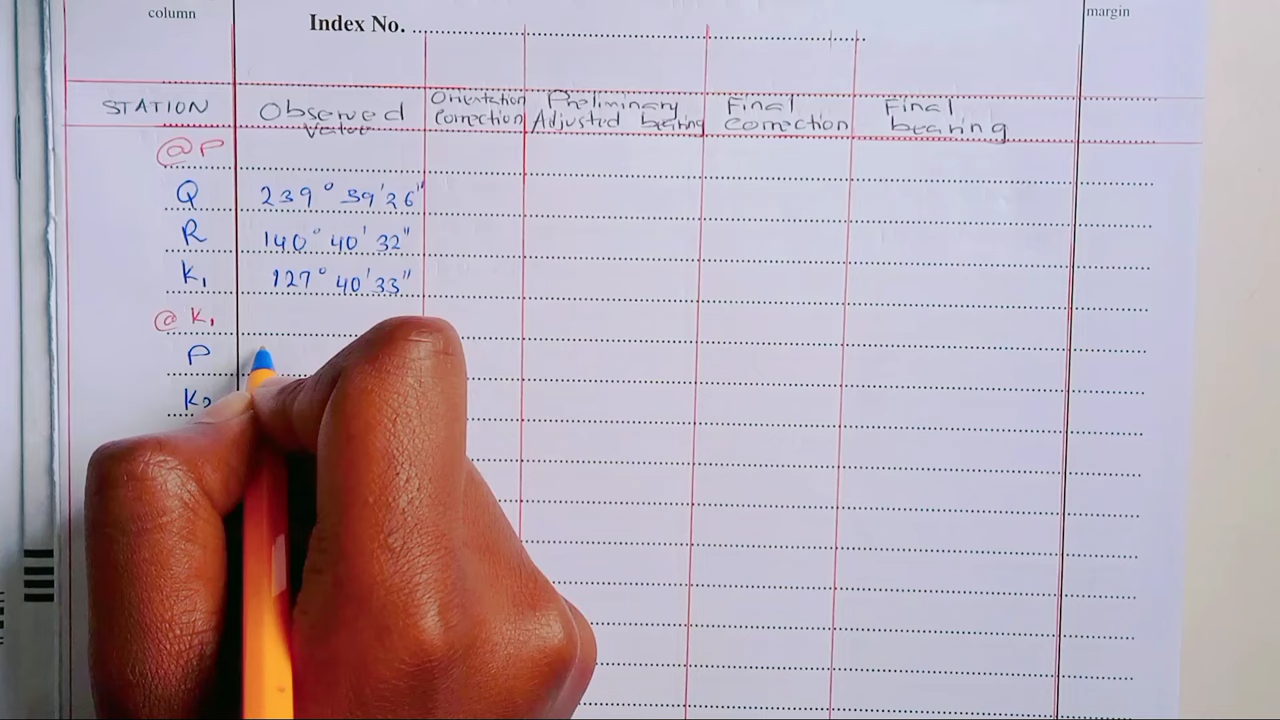 column
margin
Index No. ....................
STATION Observed Value Orientation Correction Preliminary Adjusted bearing Final Correction Final bearing
@ P
Q 239° 39' 26"
R 140° 40' 32"
K₁ 127° 40' 33"
@ K₁
P
K₂